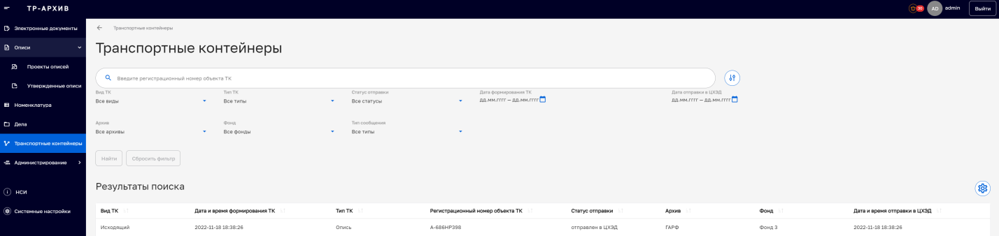 ТР-АРХИВ
30
AD
admin
Выйти
Электронные документы
Описи
Проекты описей
Утвержденные описи
Номенклатура
Дела
Транспортные контейнеры
Администрирование
НСИ
Системные настройки
Транспортные контейнеры
Транспортные контейнеры
Введите регистрационный номер объекта ТК
Вид ТК
Все виды
Тип ТК
Все типы
Статус отправки
Все статусы
Дата формирования ТК
дд.мм.гггг — дд.мм.гггг
Дата отправки в ЦХЭД
дд.мм.гггг — дд.мм.гггг
Архив
Все архивы
Фонд
Все фонды
Тип сообщения
Все типы
Найти
Сбросить фильтр
Результаты поиска
Вид ТК Дата и время формирования ТК Тип ТК Регистрационный номер объекта ТК Статус отправки Архив Фонд Дата и время отправки в ЦХЭД
Исходящий 2022-11-18 18:38:26 Опись А-686НР398 отправлен в ЦХЭД ГАРФ Фонд 3 2022-11-18 18:38:26